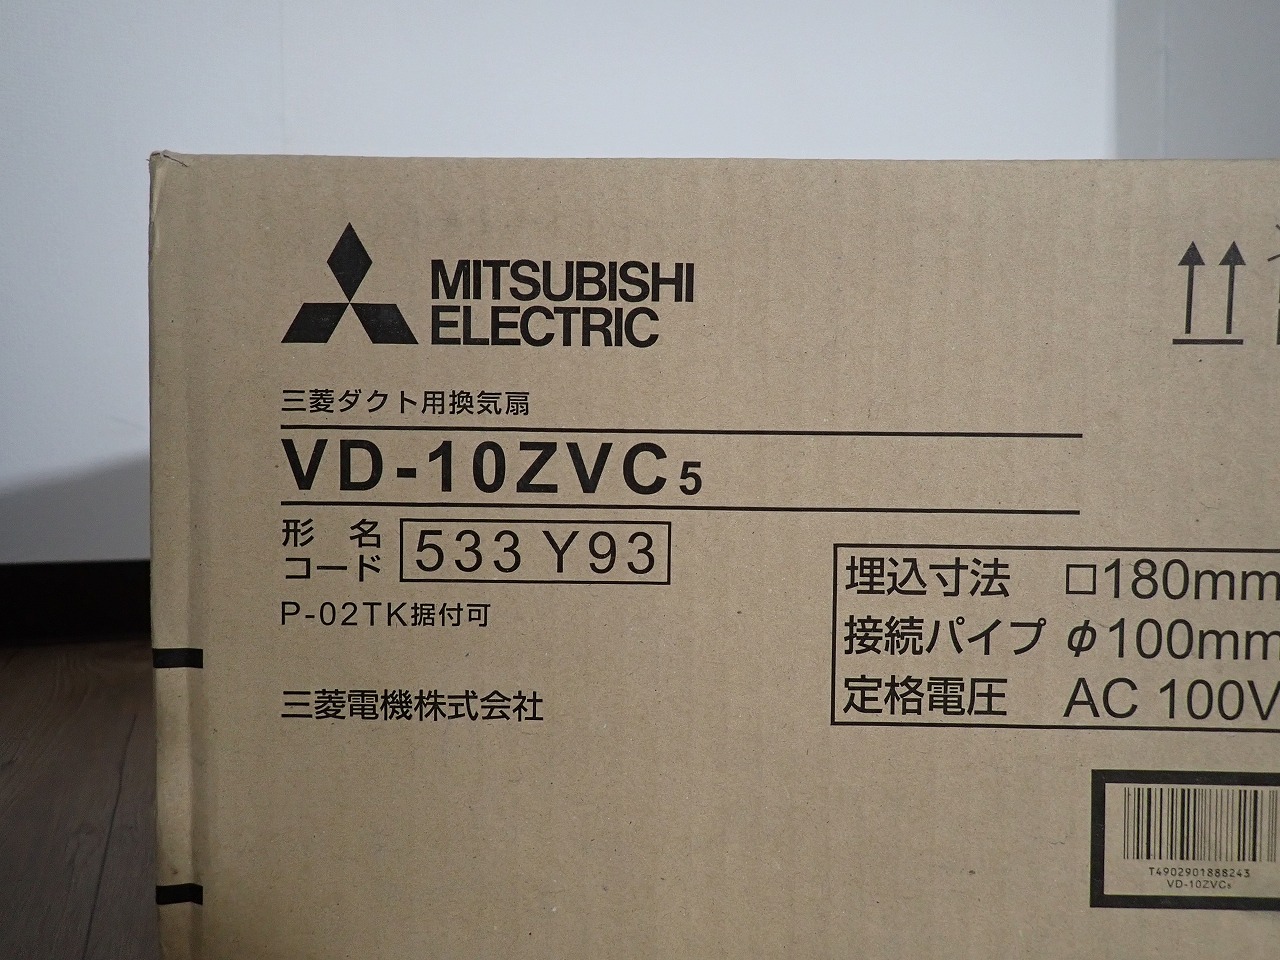 MITSUBISHI
ELECTRIC
三菱ダクト用換気扇
VD-10ZVC5
形名
コード
533 Y93
P-02TK据付可
三菱電機株式会社
埋込寸法 □180mm
接続パイプ φ100mm
定格電圧 AC 100V
T4902901888243
VD-10ZVC5